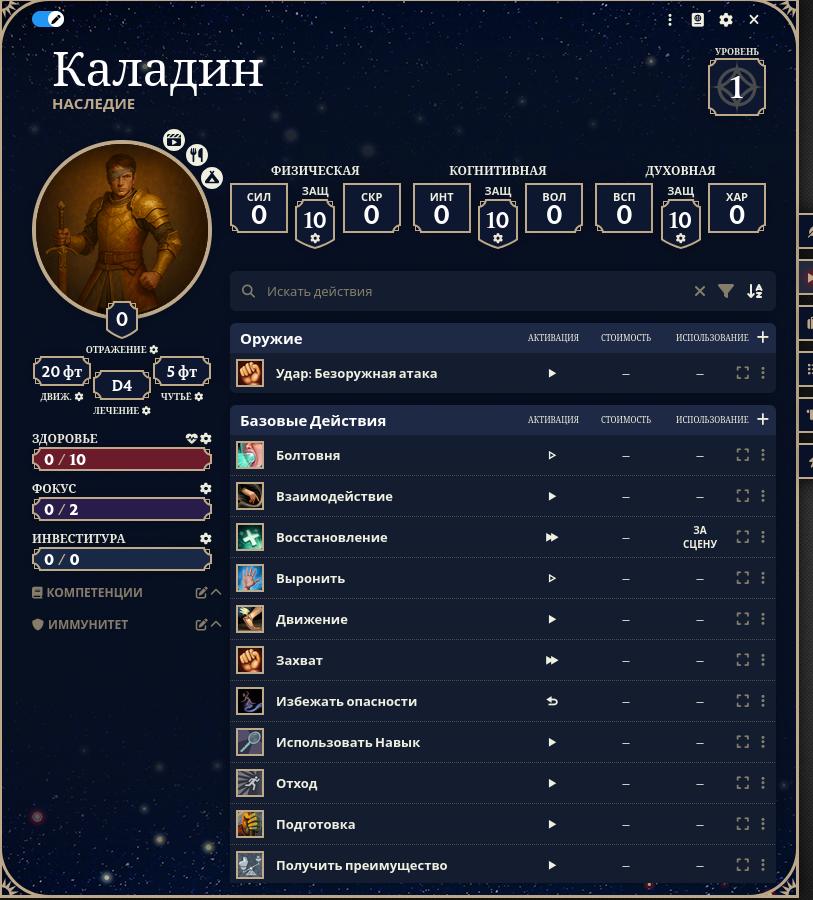 Каладин
НАСЛЕДИЕ
УРОВЕНЬ
1
ФИЗИЧЕСКАЯ
СИЛ
0
ЗАЩ
10
СКР
0
КОГНИТИВНАЯ
ИНТ
0
ЗАЩ
10
ВОЛ
0
ДУХОВНАЯ
ВСП
0
ЗАЩ
10
ХАР
0
0
ОТРАЖЕНИЕ
20 фт
ДВИЖ.
D4
ЛЕЧЕНИЕ
5 фт
ЧУТЬЁ
ЗДОРОВЬЕ
0 / 10
ФОКУС
0 / 2
ИНВЕСТИТУРА
0 / 0
КОМПЕТЕНЦИИ
ИММУНИТЕТ
Искать действия
Оружие АКТИВАЦИЯ СТОИМОСТЬ ИСПОЛЬЗОВАНИЕ
Удар: Безоружная атака – –
Базовые Действия АКТИВАЦИЯ СТОИМОСТЬ ИСПОЛЬЗОВАНИЕ
Болтовня – –
Взаимодействие – –
Восстановление – ЗА
СЦЕНУ
Выронить – –
Движение – –
Захват – –
Избежать опасности – –
Использовать Навык – –
Отход – –
Подготовка – –
Получить преимущество – –